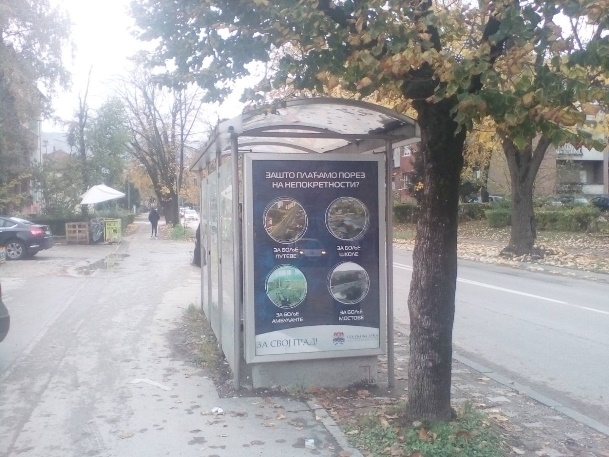 ЗАШТО ПЛАЋАМО ПОРЕЗ
НА НЕПОКРЕТНОСТИ?
ЗА БОЉЕ
ПУТЕВЕ
ЗА БОЉЕ
ШКОЛЕ
ЗА БОЉЕ
АМБУЛАНТЕ
ЗА БОЉЕ
МОСТОВЕ
ЗА СВОЈ ГРАД!